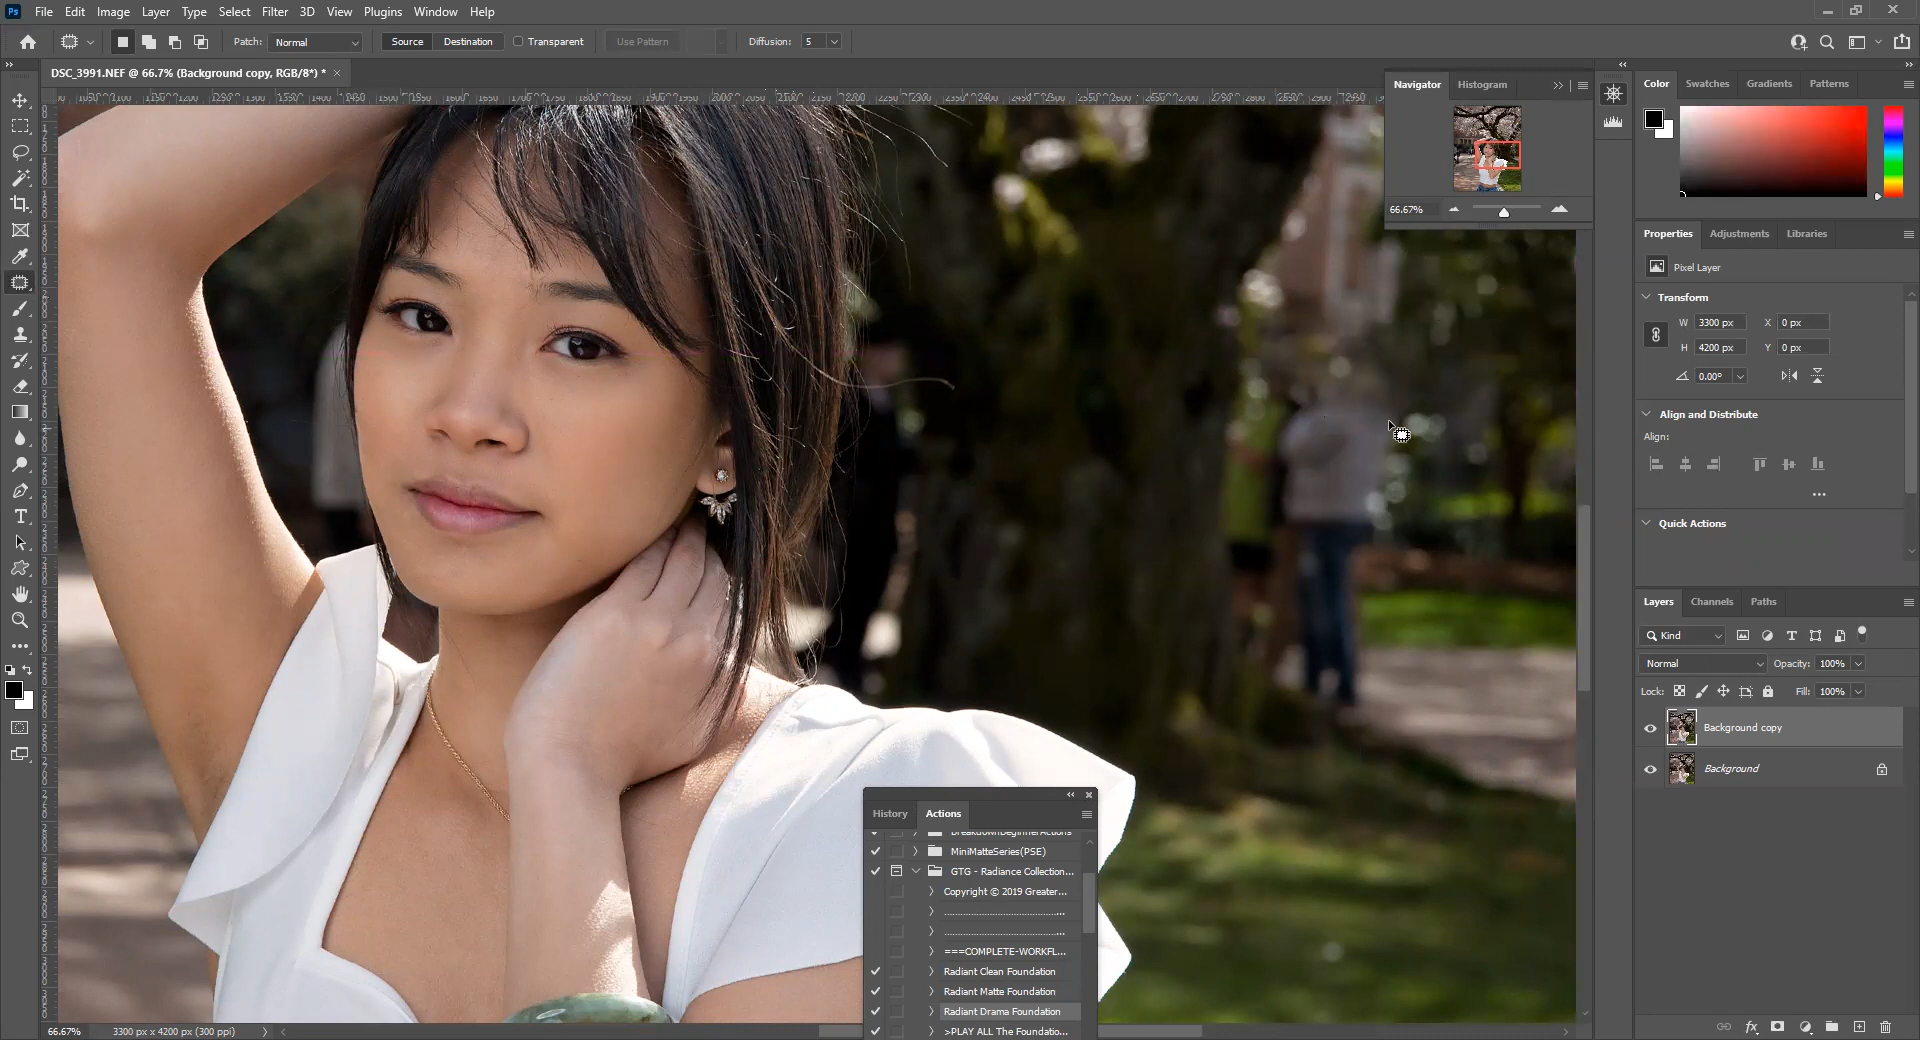 Ps File Edit Image Layer Type Select Filter 3D View Plugins Window Help
Patch: Normal Source Destination Transparent Use Pattern Diffusion: 5
DSC_3991.NEF @ 66.7% (Background copy, RGB/8*) *
Navigator Histogram
66.67%
Color Swatches Gradients Patterns
Properties Adjustments Libraries
Pixel Layer
Transform
W 3300 px X 0 px
H 4200 px Y 0 px
0.00°
Align and Distribute
Align:
Quick Actions
Layers Channels Paths
Kind
Normal Opacity: 100%
Lock: Fill: 100%
Background copy
Background
History Actions
BreakdownBeginnerActions
MiniMatteSeries(PSE)
GTG - Radiance Collection...
Copyright © 2019 Greater...
............................................
............................................
===COMPLETE-WORKFL...
Radiant Clean Foundation
Radiant Matte Foundation
Radiant Drama Foundation
>PLAY ALL The Foundatio...
66.67% 3300 px x 4200 px (300 ppi)